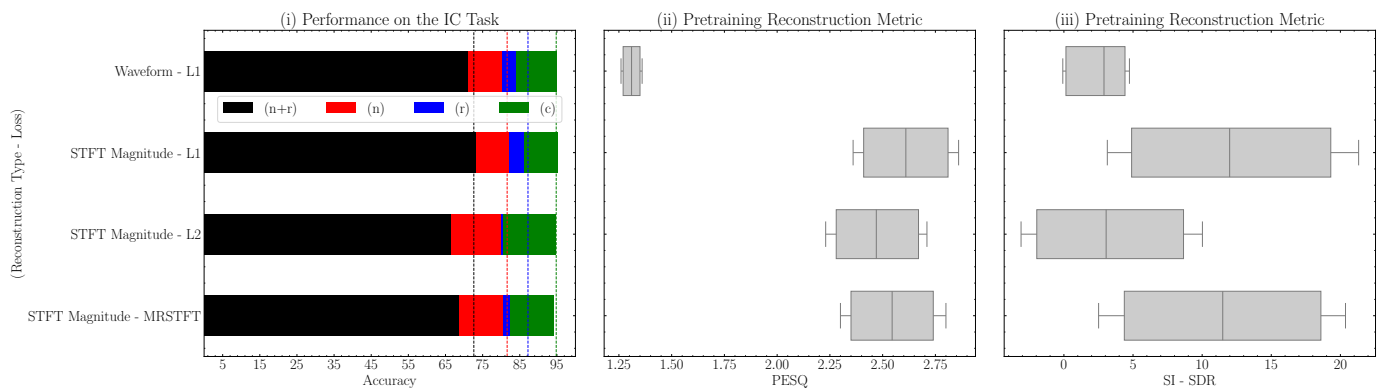 (i) Performance on the IC Task
(ii) Pretraining Reconstruction Metric
(iii) Pretraining Reconstruction Metric
(Reconstruction Type - Loss)
Waveform - L1
STFT Magnitude - L1
STFT Magnitude - L2
STFT Magnitude - MRSTFT
(n+r) (n) (r) (c)
5 15 25 35 45 55 65 75 85 95
Accuracy
1.25 1.50 1.75 2.00 2.25 2.50 2.75
PESQ
0 5 10 15 20
SI - SDR